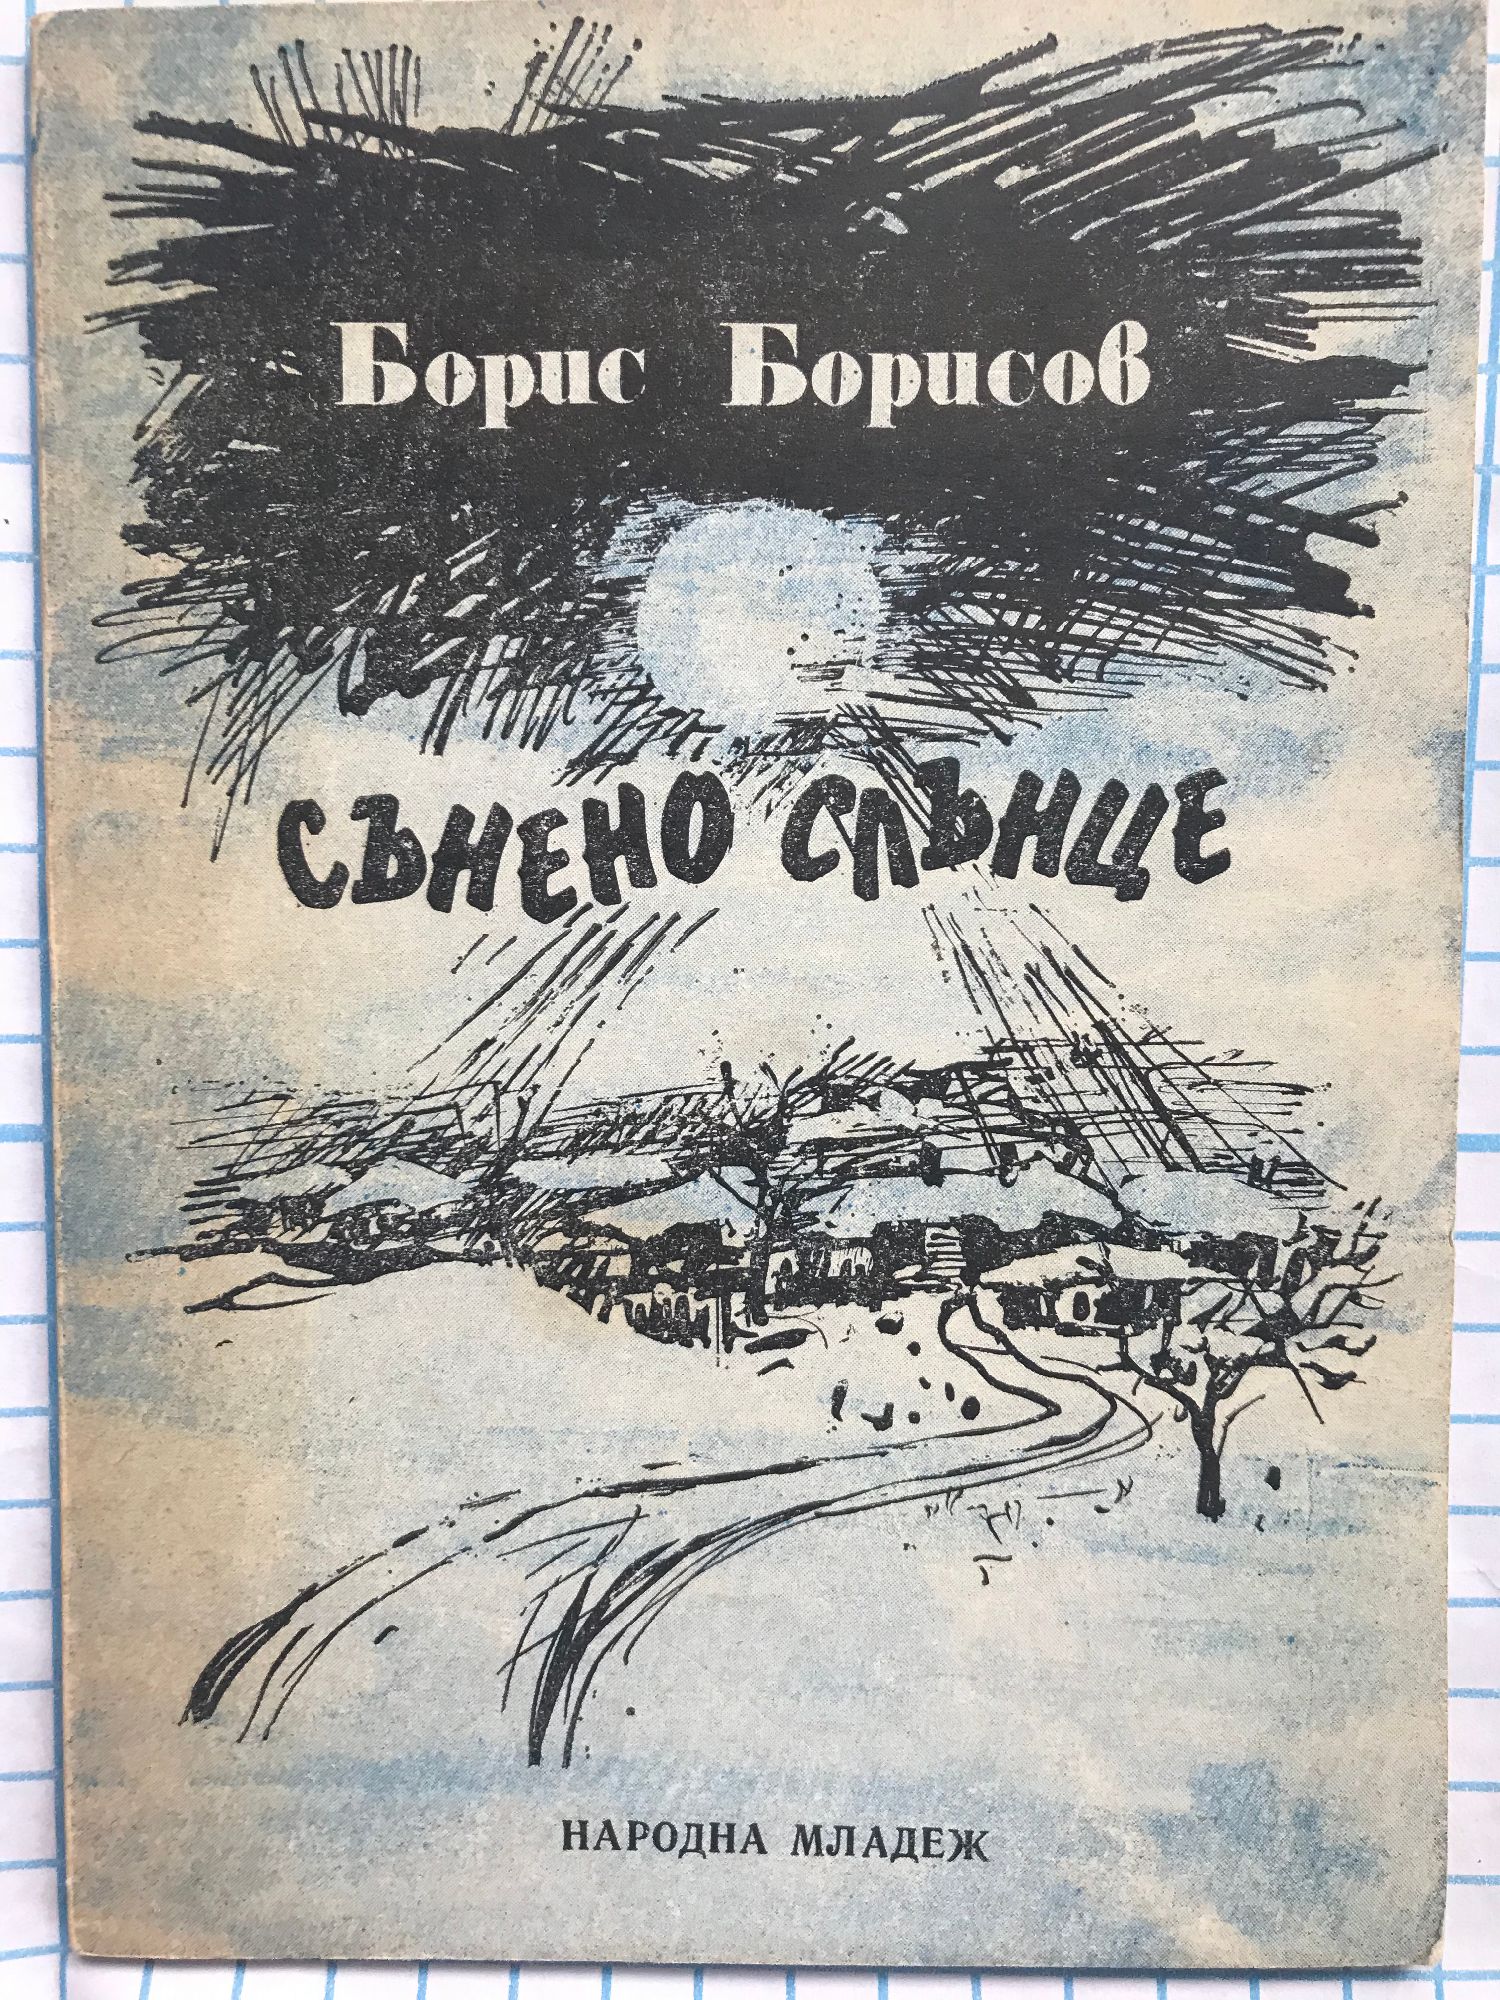 Борис Борисов
СЪНЕНО СЛЪНЦЕ
НАРОДНА МЛАДЕЖ